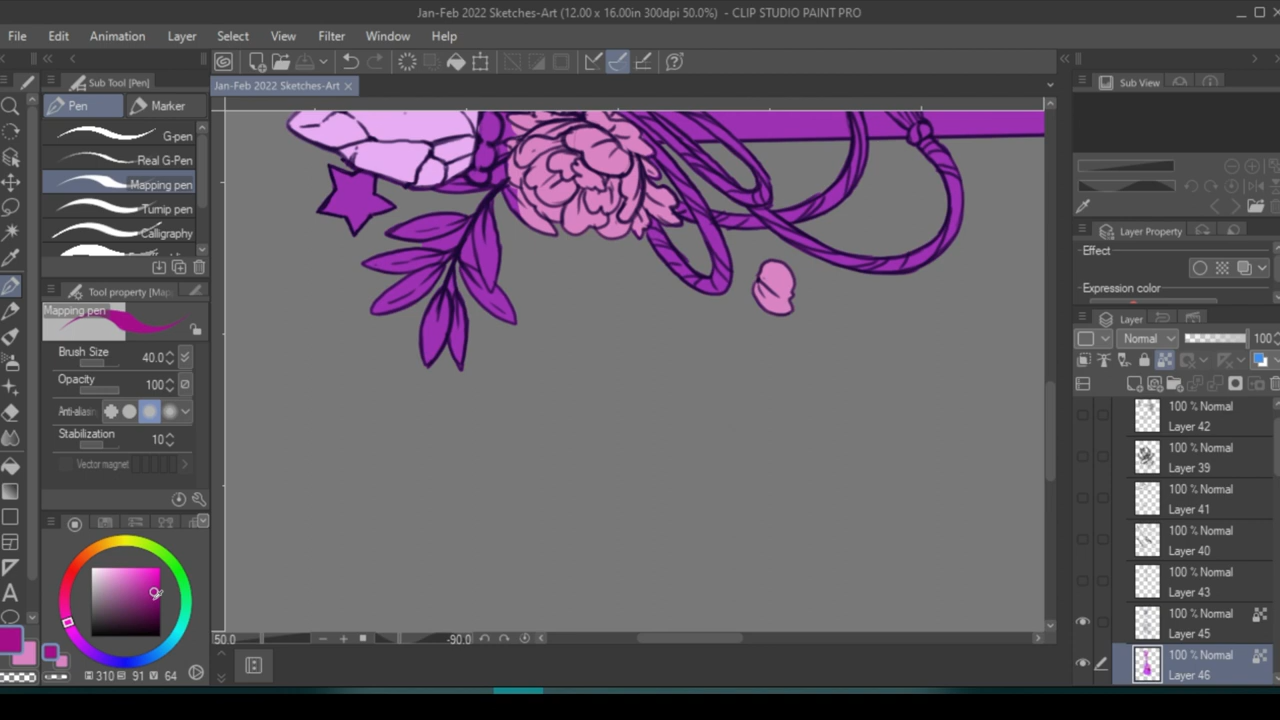 Jan-Feb 2022 Sketches-Art (12.00 x 16.00in 300dpi 50.0%) - CLIP STUDIO PAINT PRO
File Edit Animation Layer Select View Filter Window Help
Sub Tool [Pen]
Jan-Feb 2022 Sketches-Art
Sub View
Pen Marker
G-pen
Real G-Pen
Mapping pen
Turnip pen
Calligraphy
Layer Property
Effect
Expression color
Tool property [Map
Mapping pen
Layer
Brush Size 40.0
Normal 100
Opacity 100
Anti-alias
Stabilization 10
Vector magnet
100 % Normal
Layer 42
100 % Normal
Layer 39
100 % Normal
Layer 41
100 % Normal
Layer 40
100 % Normal
Layer 43
100 % Normal
Layer 45
100 % Normal
Layer 46
50.0 -90.0
H 310 S 91 V 64